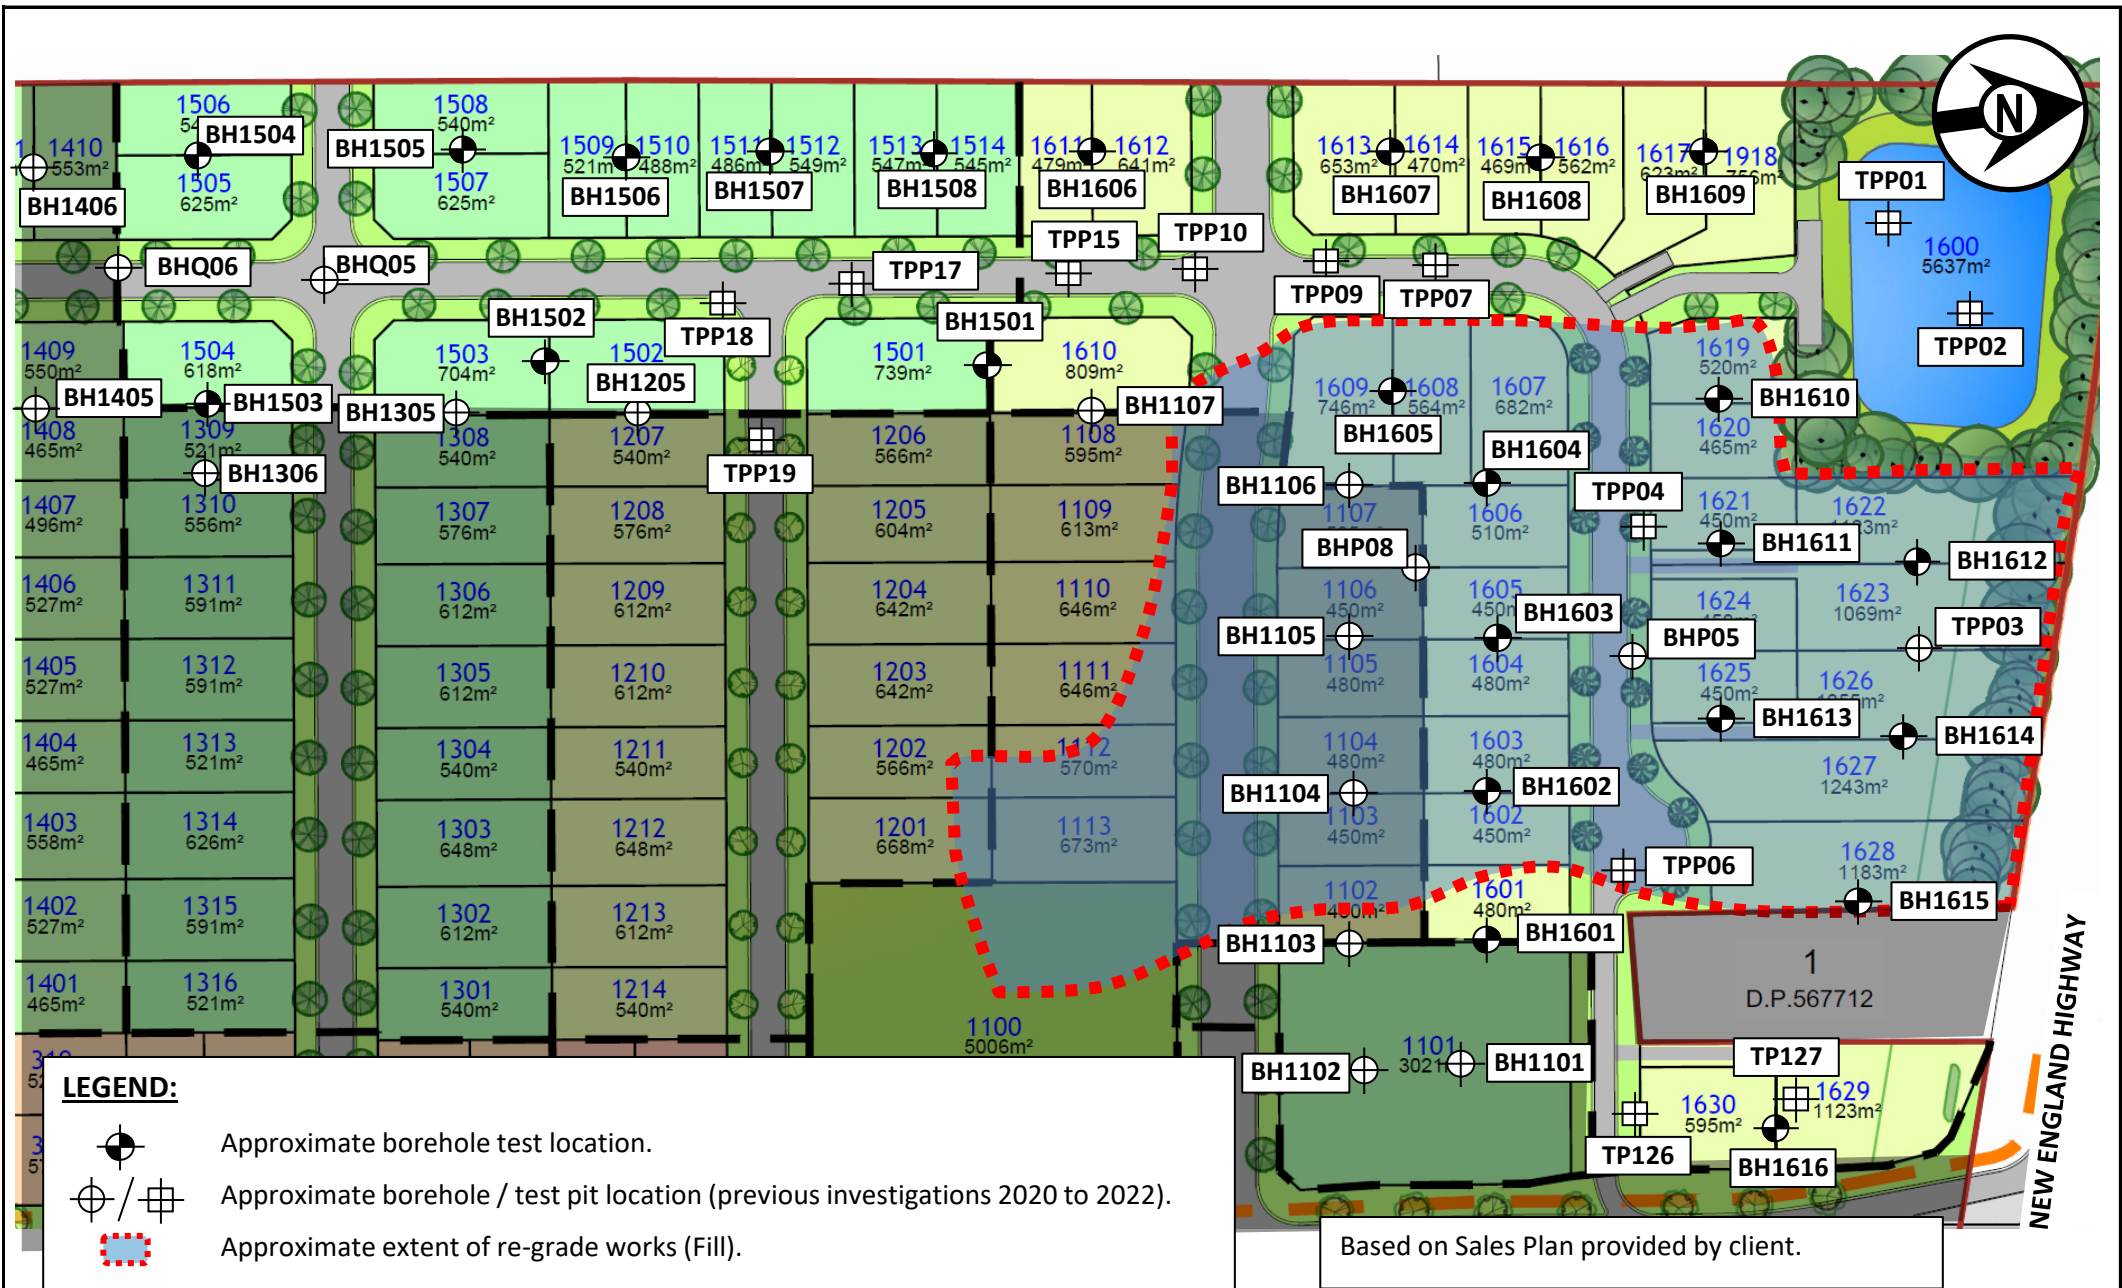 1506
BH1504
1505
625m²
1410
553m²
BH1406
BHQ06
BHQ05
1508
540m²
BH1505
1507
625m²
1509
521m²
1510
488m²
BH1506
486m²
1512
549m²
BH1507
1513
547m²
1514
545m²
BH1508
479m²
1612
641m²
BH1606
TPP15
TPP10
TPP17
TPP18
1613
653m²
1614
470m²
BH1607
1615
469m²
1616
562m²
BH1608
1617
623m²
1918
BH1609
TPP09
TPP07
TPP01
1600
5637m²
TPP02
N
1409
550m²
BH1405
1408
465m²
1407
496m²
1406
527m²
1405
527m²
1404
465m²
1403
558m²
1402
527m²
1401
465m²
1504
618m²
BH1503
1309
521m²
BH1306
1310
556m²
1311
591m²
1312
591m²
1313
521m²
1314
626m²
1315
591m²
1316
521m²
BH1502
1503
704m²
1502
BH1205
BH1305
1308
540m²
1307
576m²
1306
612m²
1305
612m²
1304
540m²
1303
648m²
1302
612m²
1301
540m²
1207
540m²
1208
576m²
1209
612m²
1210
612m²
1211
540m²
1212
648m²
1213
612m²
1214
540m²
TPP19
BH1501
1501
739m²
1610
809m²
BH1107
1206
566m²
1205
604m²
1204
642m²
1203
642m²
1202
566m²
1201
668m²
1108
595m²
1109
613m²
1110
646m²
1111
646m²
1112
570m²
1113
673m²
1100
5006m²
1609
746m²
1608
564m²
1607
682m²
BH1605
BH1604
BH1106
1107
BHP08
1606
510m²
1106
450m²
1605
BH1603
BH1105
1105
480m²
1604
480m²
1104
480m²
1603
480m²
BH1104
BH1602
1103
450m²
1602
450m²
1102
1601
480m²
BH1103
BH1601
1101
BH1102
BH1101
1619
520m²
BH1610
1620
465m²
TPP04
1621
450m²
BH1611
1622
BH1612
1624
1623
1069m²
TPP03
BHP05
1625
450m²
1626
BH1613
BH1614
1627
1243m²
TPP06
1628
1183m²
BH1615
1
D.P.567712
TP127
1630
595m²
1629
1123m²
TP126
BH1616
NEW ENGLAND HIGHWAY
LEGEND:
Approximate borehole test location.
Approximate borehole / test pit location (previous investigations 2020 to 2022).
Approximate extent of re-grade works (Fill).
Based on Sales Plan provided by client.